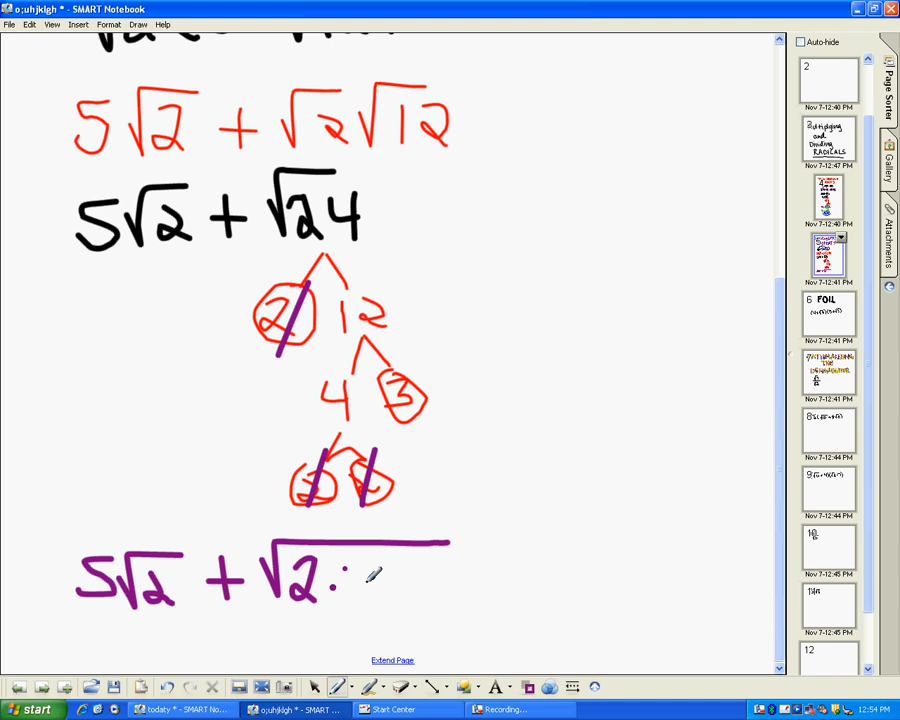 o;uhjklgh * - SMART Notebook
File Edit View Insert Format Draw Help
5√2 + √2√12
5√2 + √24
2 12
4 3
2 2
5√2 + √2 ·
Extend Page
Auto-hide
2
Nov 7-12:40 PM
Multiplying
and
Dividing
RADICALS
Nov 7-12:47 PM
Nov 7-12:40 PM
Nov 7-12:41 PM
6 FOIL
Nov 7-12:41 PM
7
THE
Nov 7-12:41 PM
8
Nov 7-12:44 PM
9
Nov 7-12:44 PM
Nov 7-12:45 PM
Nov 7-12:45 PM
12
Page Sorter
Gallery
Attachments
start
todaty * - SMART No...
o;uhjklgh * - SMART ...
Start Center
Recording...
12:54 PM